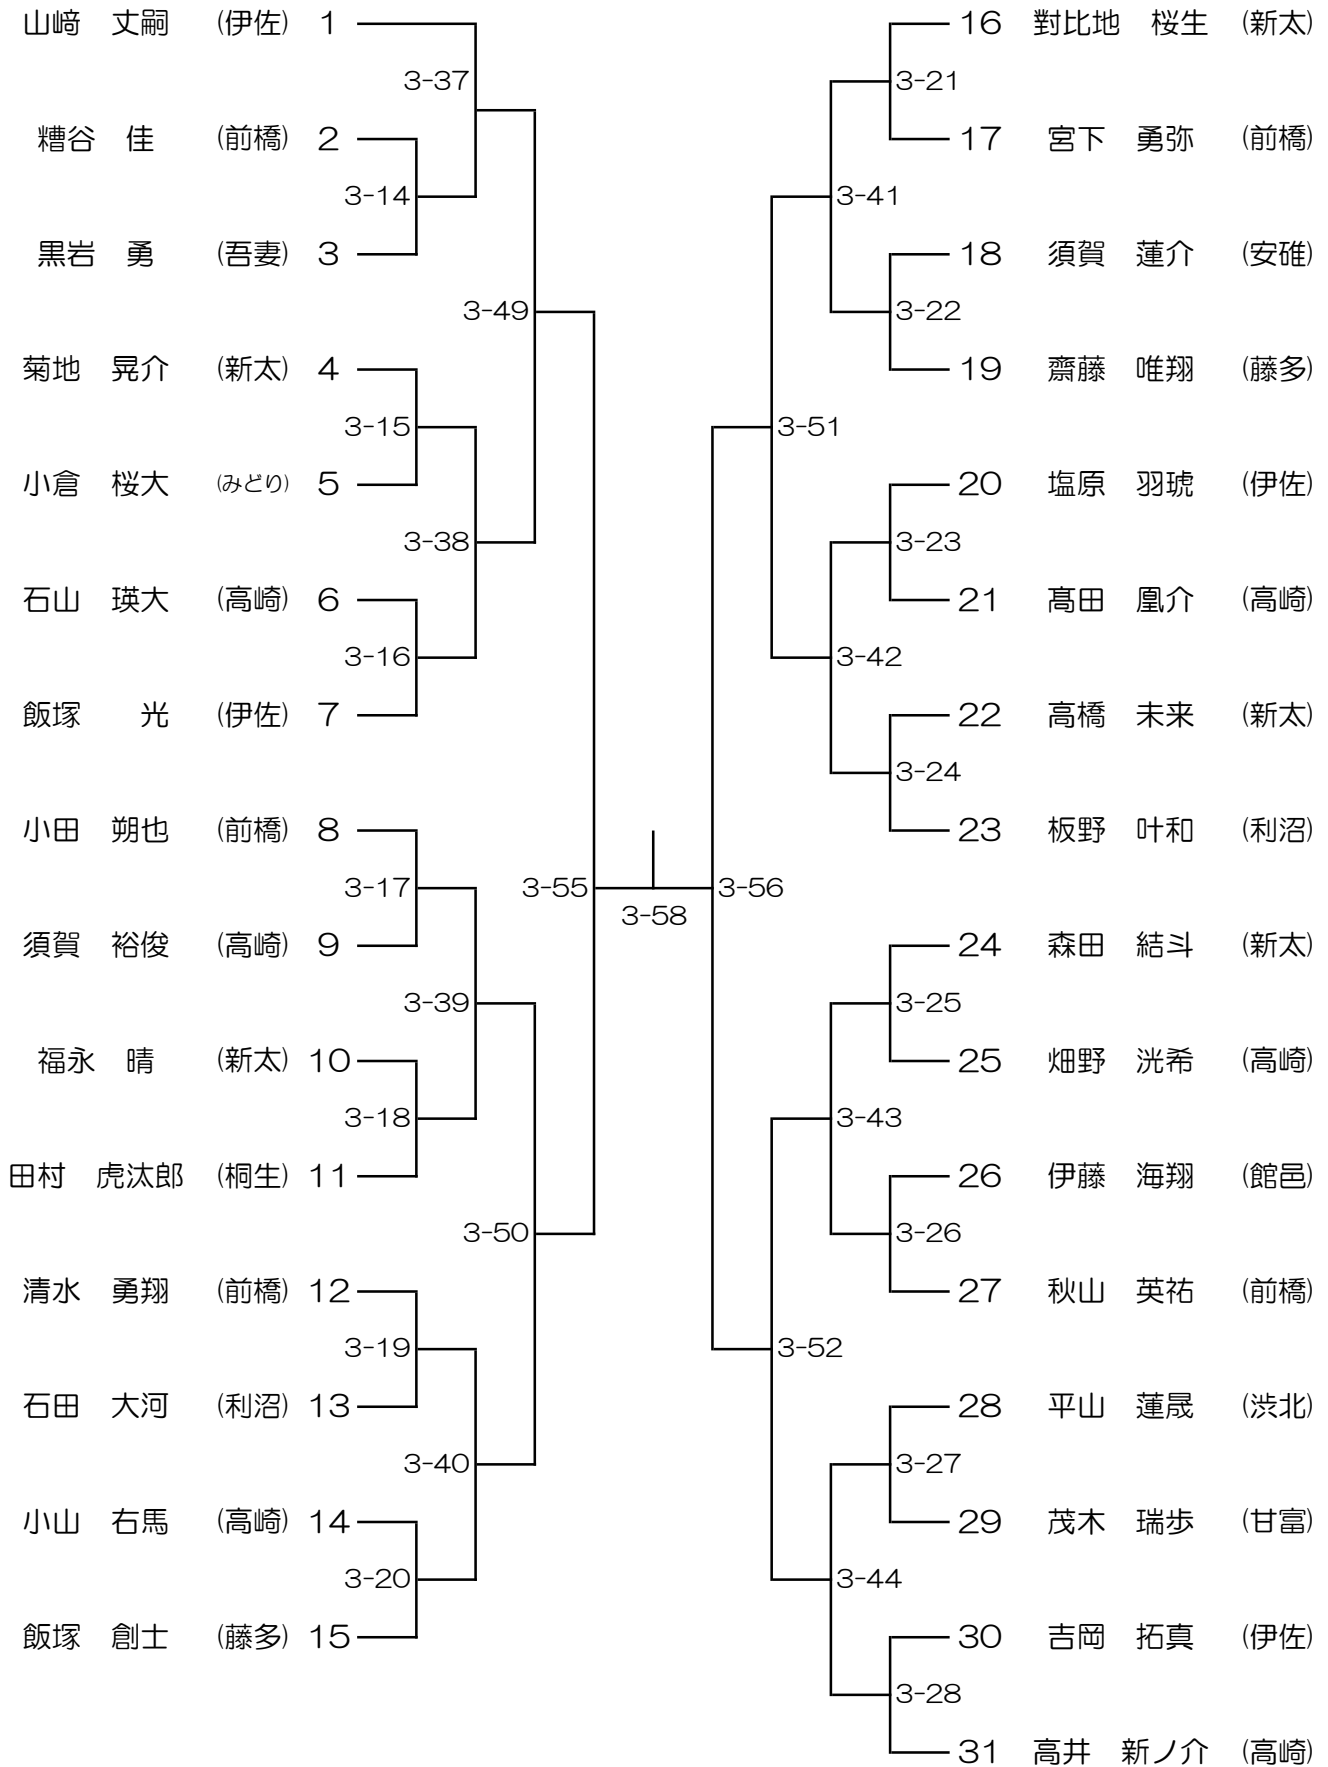 山﨑　丈嗣　(伊佐)　1
3-37
糟谷　佳　(前橋)　2
3-14
黒岩　勇　(吾妻)　3
3-49
菊地　晃介　(新太)　4
3-15
小倉　桜大　(みどり)　5
3-38
石山　瑛大　(高崎)　6
3-16
飯塚　光　(伊佐)　7
小田　朔也　(前橋)　8
3-17
須賀　裕俊　(高崎)　9
3-39
福永　晴　(新太)　10
3-18
田村　虎汰郎　(桐生)　11
3-50
清水　勇翔　(前橋)　12
3-19
石田　大河　(利沼)　13
3-40
小山　右馬　(高崎)　14
3-20
飯塚　創士　(藤多)　15
3-55
3-58
3-56
16　對比地　桜生　(新太)
3-21
17　宮下　勇弥　(前橋)
3-41
18　須賀　蓮介　(安碓)
3-22
19　齋藤　唯翔　(藤多)
3-51
20　塩原　羽琥　(伊佐)
3-23
21　髙田　凰介　(高崎)
3-42
22　高橋　未来　(新太)
3-24
23　板野　叶和　(利沼)
24　森田　結斗　(新太)
3-25
25　畑野　洸希　(高崎)
3-43
26　伊藤　海翔　(館邑)
3-26
27　秋山　英祐　(前橋)
3-52
28　平山　蓮晟　(渋北)
3-27
29　茂木　瑞歩　(甘富)
3-44
30　吉岡　拓真　(伊佐)
3-28
31　高井　新ノ介　(高崎)